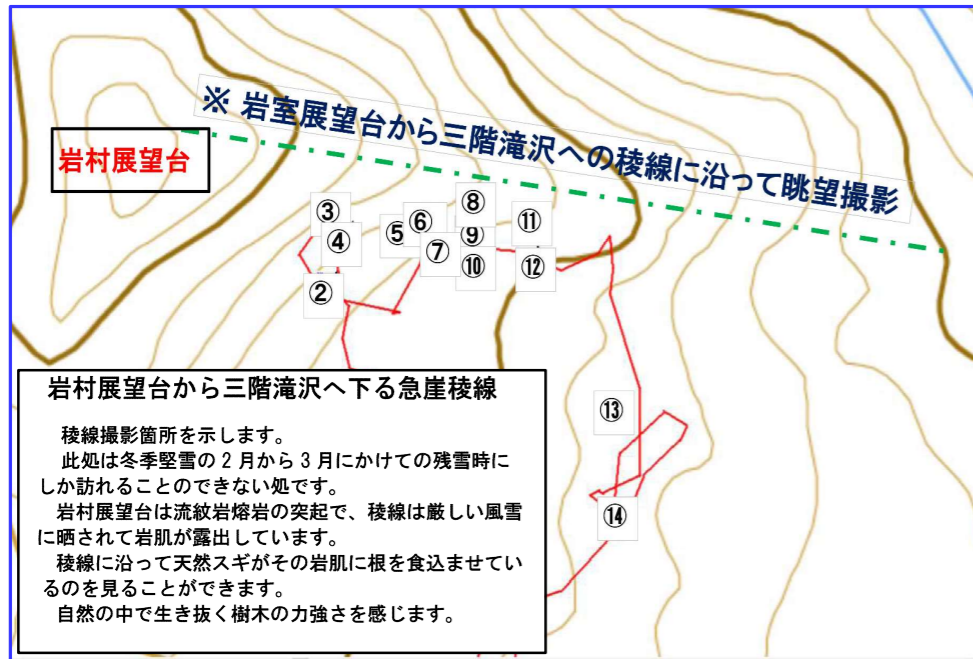 ※ 岩室展望台から三階滝沢への稜線に沿って眺望撮影
岩村展望台
③
④
②
⑤
⑥
⑦
⑧
⑨
⑩
⑪
⑫
⑬
⑭
岩村展望台から三階滝沢へ下る急崖稜線
稜線撮影箇所を示します。
此処は冬季堅雪の2月から3月にかけての残雪時に
しか訪れることのできない処です。
岩村展望台は流紋岩熔岩の突起で、稜線は厳しい風雪
に晒されて岩肌が露出しています。
稜線に沿って天然スギがその岩肌に根を食込ませてい
るのを見ることができます。
自然の中で生き抜く樹木の力強さを感じます。